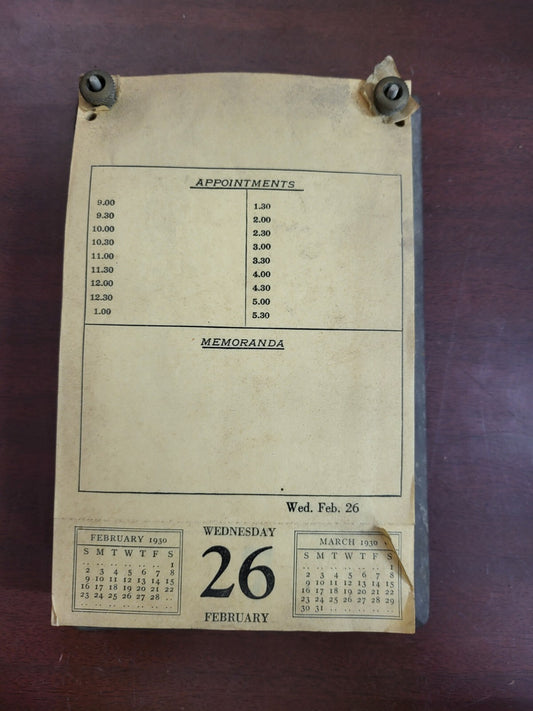 APPOINTMENTS
9.00
9.30
10.00
10.30
11.00
11.30
12.00
12.30
1.00
1.30
2.00
2.30
3.00
3.30
4.00
4.30
5.00
5.30
MEMORANDA
Wed. Feb. 26
FEBRUARY 1930
S M T W T F S
.. .. .. .. .. .. 1
2 3 4 5 6 7 8
9 10 11 12 13 14 15
16 17 18 19 20 21 22
23 24 25 26 27 28 ..
.. .. .. .. .. .. ..
WEDNESDAY
26
FEBRUARY
MARCH 1930
S M T W T F S
.. .. .. .. .. .. 1
2 3 4 5 6 7 8
9 10 11 12 13 14 15
16 17 18 19 20 21 22
23 24 25 26 27 28 29
30 31 .. .. .. .. ..